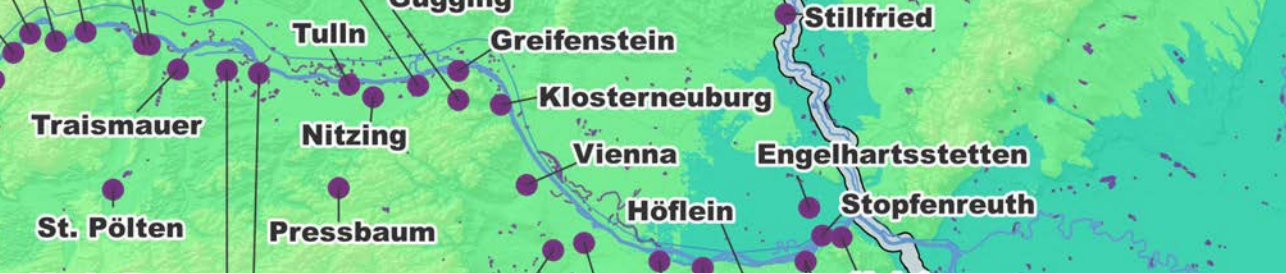 Gugging
Stillfried
Tulln
Greifenstein
Klosterneuburg
Traismauer
Nitzing
Vienna
Engelhartsstetten
St. Pölten
Pressbaum
Höflein
Stopfenreuth